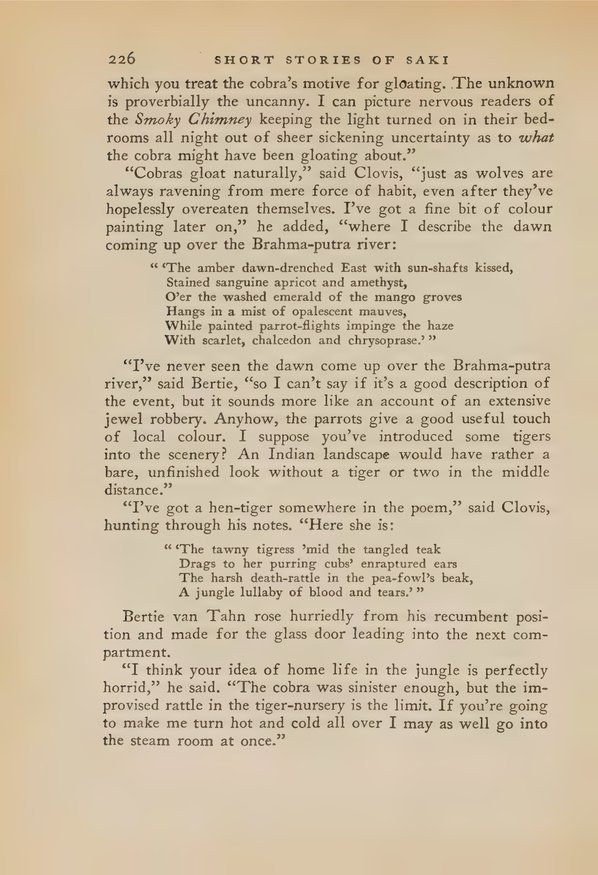 226 SHORT STORIES OF SAKI
which you treat the cobra’s motive for gloating. The unknown
is proverbially the uncanny. I can picture nervous readers of
the Smoky Chimney keeping the light turned on in their bed-
rooms all night out of sheer sickening uncertainty as to what
the cobra might have been gloating about.”
“Cobras gloat naturally,” said Clovis, “just as wolves are
always ravening from mere force of habit, even after they’ve
hopelessly overeaten themselves. I’ve got a fine bit of colour
painting later on,” he added, “where I describe the dawn
coming up over the Brahma-putra river:
“ ‘The amber dawn-drenched East with sun-shafts kissed,
Stained sanguine apricot and amethyst,
O’er the washed emerald of the mango groves
Hangs in a mist of opalescent mauves,
While painted parrot-flights impinge the haze
With scarlet, chalcedon and chrysoprase.’ ”
“I’ve never seen the dawn come up over the Brahma-putra
river,” said Bertie, “so I can’t say if it’s a good description of
the event, but it sounds more like an account of an extensive
jewel robbery. Anyhow, the parrots give a good useful touch
of local colour. I suppose you’ve introduced some tigers
into the scenery? An Indian landscape would have rather a
bare, unfinished look without a tiger or two in the middle
distance.”
“I’ve got a hen-tiger somewhere in the poem,” said Clovis,
hunting through his notes. “Here she is:
“ ‘The tawny tigress ’mid the tangled teak
Drags to her purring cubs’ enraptured ears
The harsh death-rattle in the pea-fowl’s beak,
A jungle lullaby of blood and tears.’ ”
Bertie van Tahn rose hurriedly from his recumbent posi-
tion and made for the glass door leading into the next com-
partment.
“I think your idea of home life in the jungle is perfectly
horrid,” he said. “The cobra was sinister enough, but the im-
provised rattle in the tiger-nursery is the limit. If you’re going
to make me turn hot and cold all over I may as well go into
the steam room at once.”